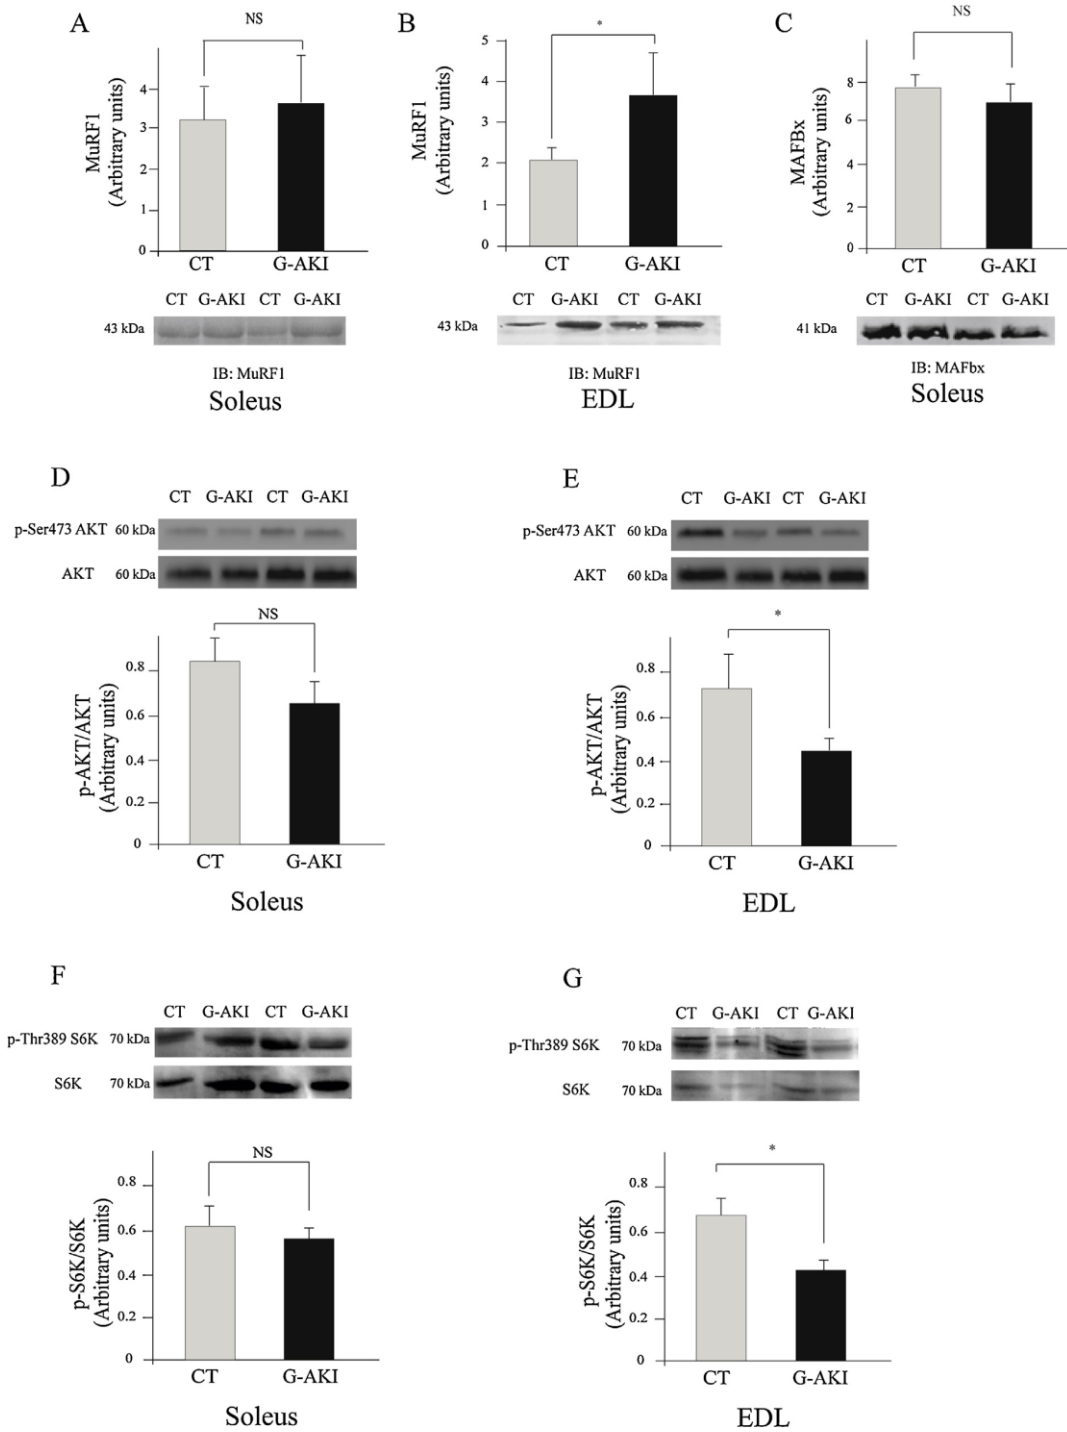 A
NS
MuRF1
(Arbitrary units)
4
3
2
1
0
CT G-AKI
CT G-AKI CT G-AKI
43 kDa
IB: MuRF1
Soleus
B
*
MuRF1
(Arbitrary units)
5
4
3
2
1
0
CT G-AKI
CT G-AKI CT G-AKI
43 kDa
IB: MuRF1
EDL
C
NS
MAFBx
(Arbitrary units)
8
6
4
2
0
CT G-AKI
CT G-AKI CT G-AKI
41 kDa
IB: MAFbx
Soleus
D
CT G-AKI CT G-AKI
p-Ser473 AKT 60 kDa
AKT 60 kDa
NS
p-AKT/AKT
(Arbitrary units)
0.8
0.6
0.4
0.2
0
CT G-AKI
Soleus
E
CT G-AKI CT G-AKI
p-Ser473 AKT 60 kDa
AKT 60 kDa
*
p-AKT/AKT
(Arbitrary units)
0.8
0.6
0.4
0.2
0
CT G-AKI
EDL
F
CT G-AKI CT G-AKI
p-Thr389 S6K 70 kDa
S6K 70 kDa
NS
p-S6K/S6K
(Arbitrary units)
0.8
0.6
0.4
0.2
0
CT G-AKI
Soleus
G
CT G-AKI CT G-AKI
p-Thr389 S6K 70 kDa
S6K 70 kDa
*
p-S6K/S6K
(Arbitrary units)
0.8
0.6
0.4
0.2
0
CT G-AKI
EDL